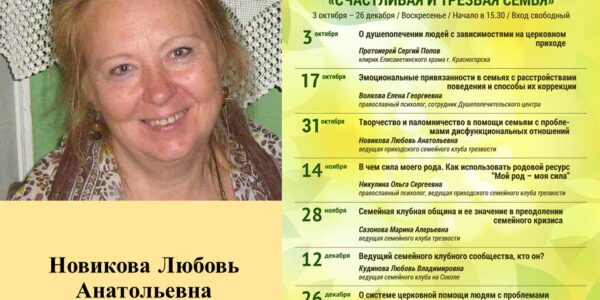 Новикова Любовь
Анатольевна
«СЧАСТЛИВАЯ И ТРЕЗВАЯ СЕМЬЯ»
3 октября – 26 декабря / Воскресенье / Начало в 15.30 / Вход свободный
3 октября
О душепопечении людей с зависимостями на церковном
приходе
Протоиерей Сергий Попов
клирик Елисаветинского храма г. Красногорска
17 октября
Эмоциональные привязанности в семьях с расстройствами
поведения и способы их коррекции
Волкова Елена Георгиевна
православный психолог, сотрудник Душепопечительского центра
31 октября
Творчество и паломничество в помощи семьям с пробле-
мами дисфункциональных отношений
Новикова Любовь Анатольевна
ведущая приходского семейного клуба трезвости
14 ноября
В чем сила моего рода. Как использовать родовой ресурс
"Мой род – моя сила"
Никулина Ольга Сергеевна
православный психолог, ведущая приходского семейного клуба трезвости
28 ноября
Семейная клубная община и ее значение в преодолении
семейного кризиса
Сазонова Марина Алерьевна
ведущая семейного клуба трезвости
12 декабря
Ведущий семейного клубного сообщества, кто он?
Кудинова Любовь Владимировна
ведущая семейного клуба на Соколе
26 декабря
О системе церковной помощи людям с проблемами